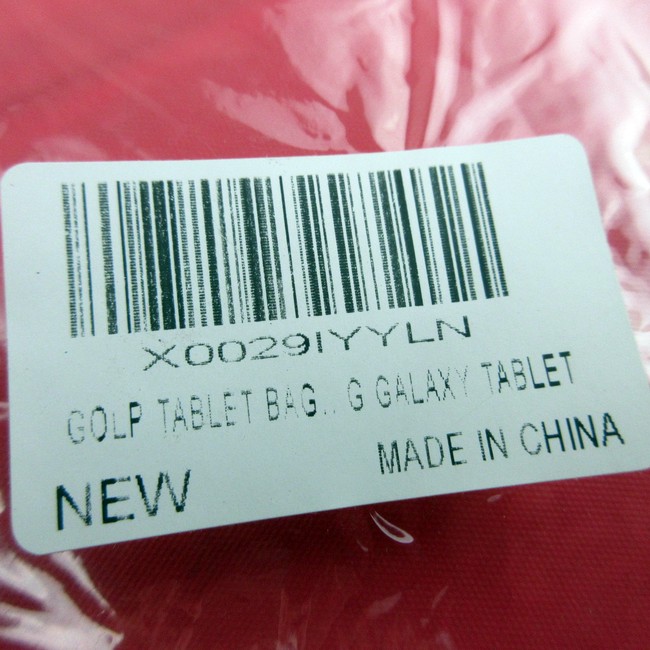 X0029IYYLN
GOLP TABLET BAG.. G GALAXY TABLET
MADE IN CHINA
NEW